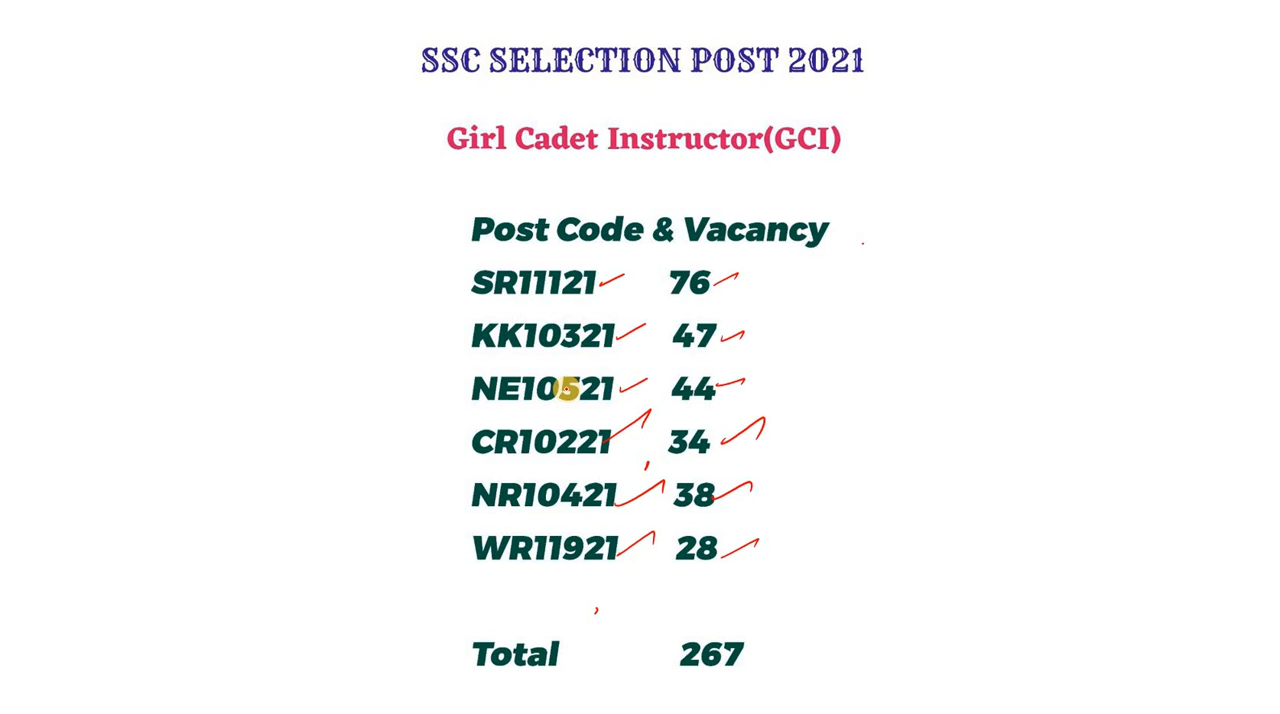 SSC SELECTION POST 2021
Girl Cadet Instructor(GCI)
Post Code & Vacancy
SR11121 76
KK10321 47
NE10521 44
CR10221 34
NR10421 38
WR11921 28
Total 267